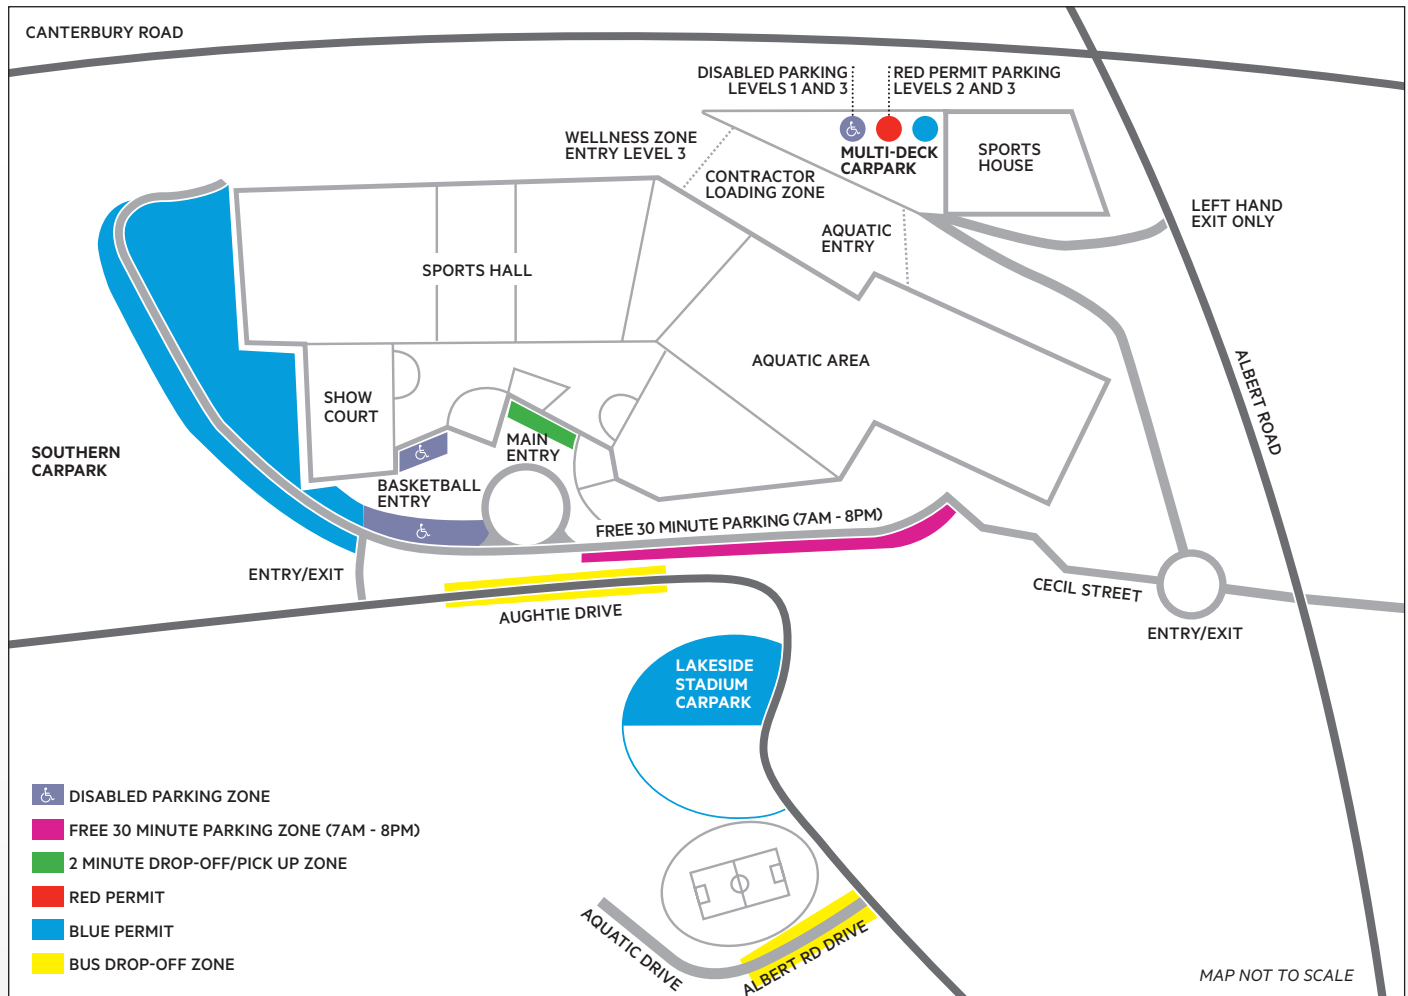 CANTERBURY ROAD
DISABLED PARKING
LEVELS 1 AND 3
RED PERMIT PARKING
LEVELS 2 AND 3
WELLNESS ZONE
ENTRY LEVEL 3
MULTI-DECK
CARPARK
SPORTS
HOUSE
CONTRACTOR
LOADING ZONE
LEFT HAND
EXIT ONLY
AQUATIC
ENTRY
SPORTS HALL
AQUATIC AREA
ALBERT ROAD
SHOW
COURT
SOUTHERN
CARPARK
MAIN
ENTRY
BASKETBALL
ENTRY
FREE 30 MINUTE PARKING (7AM - 8PM)
ENTRY/EXIT
CECIL STREET
AUGHTIE DRIVE
ENTRY/EXIT
LAKESIDE
STADIUM
CARPARK
DISABLED PARKING ZONE
FREE 30 MINUTE PARKING ZONE (7AM - 8PM)
2 MINUTE DROP-OFF/PICK UP ZONE
RED PERMIT
BLUE PERMIT
BUS DROP-OFF ZONE
AQUATIC DRIVE
ALBERT RD DRIVE
MAP NOT TO SCALE